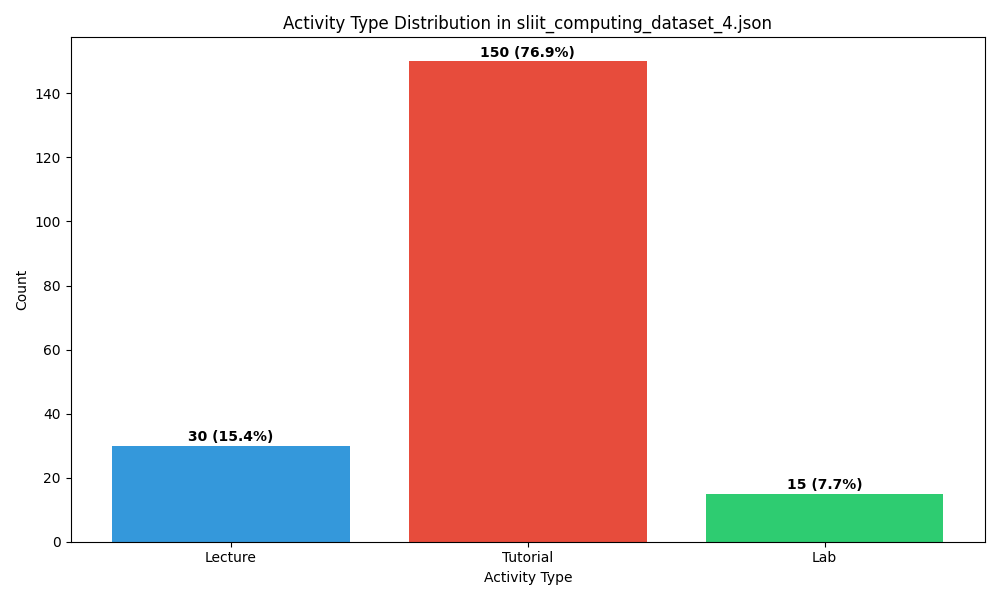 Activity Type Distribution in sliit_computing_dataset_4.json
150 (76.9%)
140
120
100
80
60
40
20
0
Count
30 (15.4%)
15 (7.7%)
Lecture
Tutorial
Lab
Activity Type